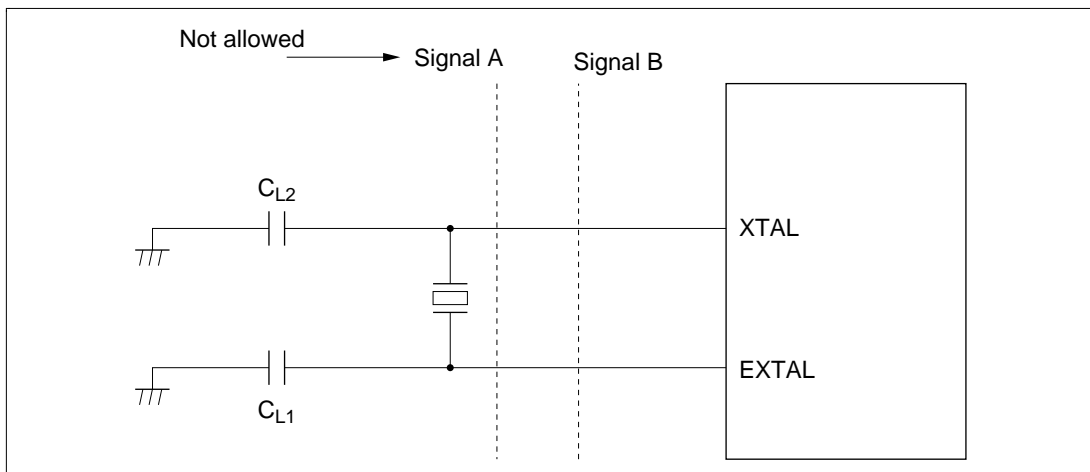 Not allowed
Signal A
Signal B
CL2
XTAL
EXTAL
CL1